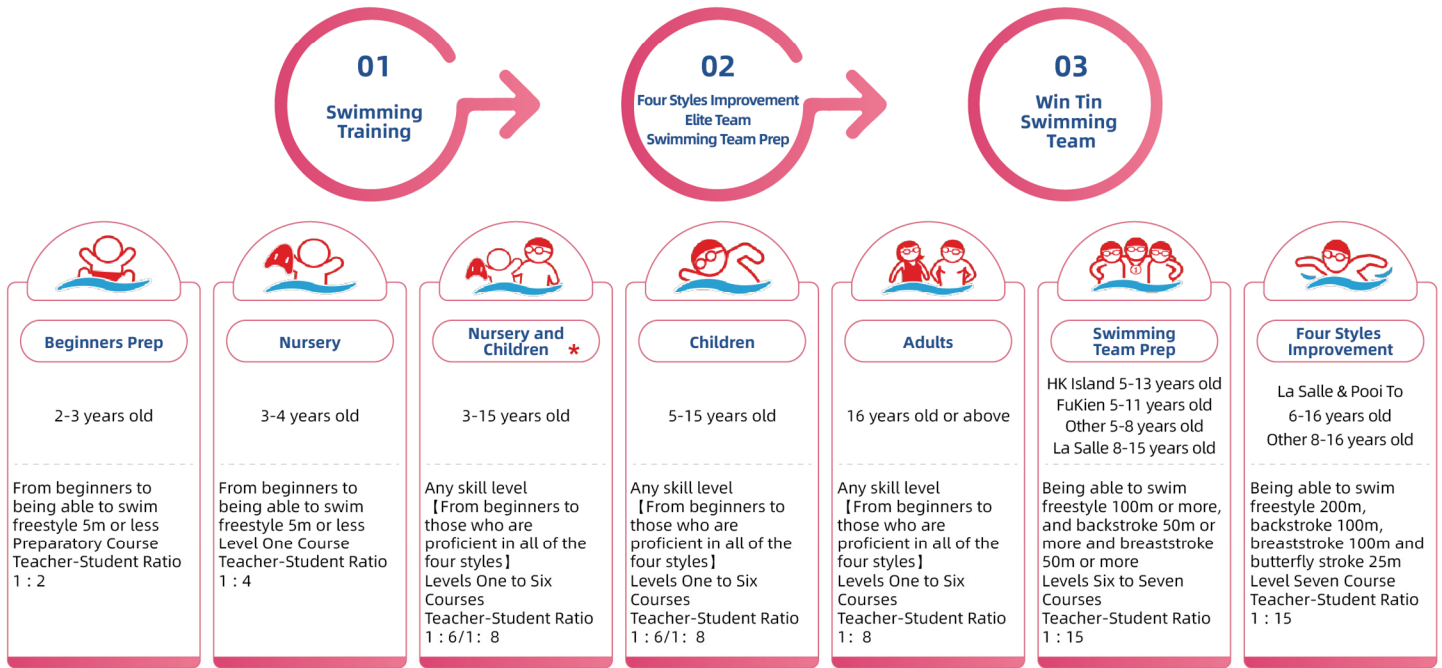 01
Swimming
Training
02
Four Styles Improvement
Elite Team
Swimming Team Prep
03
Win Tin
Swimming
Team
Beginners Prep
2-3 years old
From beginners to
being able to swim
freestyle 5m or less
Preparatory Course
Teacher-Student Ratio
1 : 2
Nursery
3-4 years old
From beginners to
being able to swim
freestyle 5m or less
Level One Course
Teacher-Student Ratio
1 : 4
Nursery and
Children *
3-15 years old
Any skill level
【From beginners to
those who are
proficient in all of the
four styles】
Levels One to Six
Courses
Teacher-Student Ratio
1 : 6/1: 8
Children
5-15 years old
Any skill level
【From beginners to
those who are
proficient in all of the
four styles】
Levels One to Six
Courses
Teacher-Student Ratio
1 : 6/1: 8
Adults
16 years old or above
Any skill level
【From beginners to
those who are
proficient in all of the
four styles】
Levels One to Six
Courses
Teacher-Student Ratio
1: 8
Swimming
Team Prep
HK Island 5-13 years old
FuKien 5-11 years old
Other 5-8 years old
La Salle 8-15 years old
Being able to swim
freestyle 100m or more,
and backstroke 50m or
more and breaststroke
50m or more
Levels Six to Seven
Courses
Teacher-Student Ratio
1 : 15
Four Styles
Improvement
La Salle & Pooi To
6-16 years old
Other 8-16 years old
Being able to swim
freestyle 200m,
backstroke 100m,
breaststroke 100m and
butterfly stroke 25m
Level Seven Course
Teacher-Student Ratio
1 : 15